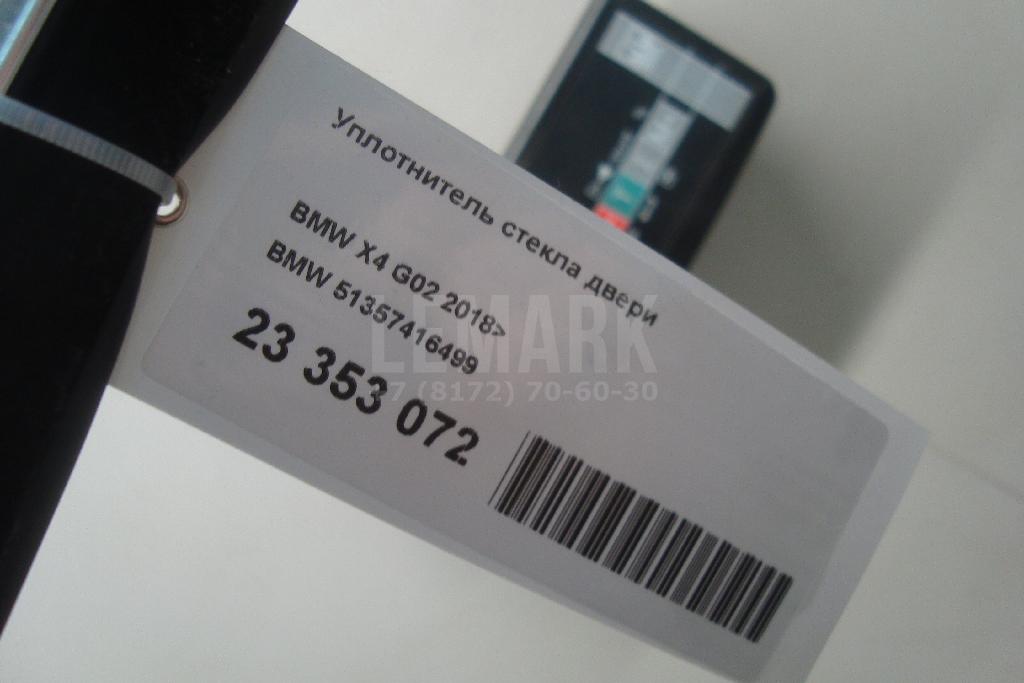 Уплотнитель стекла двери
BMW X4 G02 2018>
BMW 51357416499
23 353 072
LEMARK
+7 (8172) 70-60-30